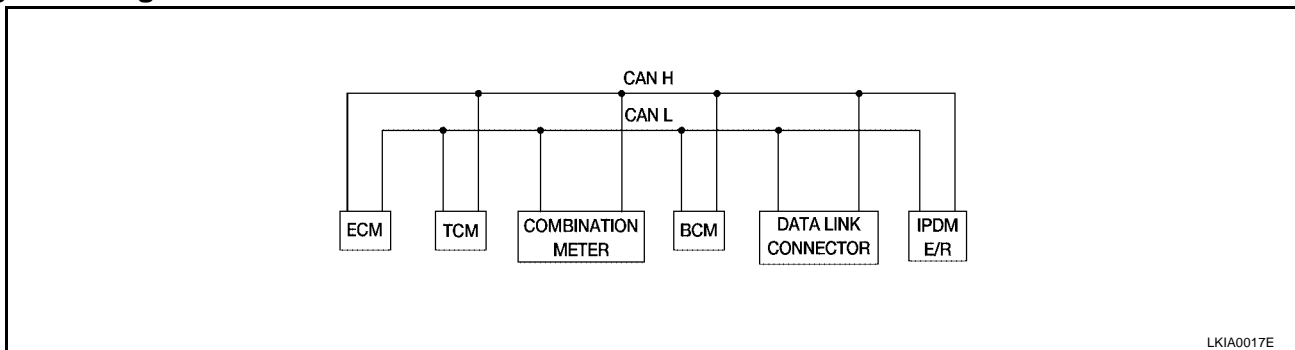 CAN H
CAN L
ECM
TCM
COMBINATION
METER
BCM
DATA LINK
CONNECTOR
IPDM
E/R
LKIA0017E